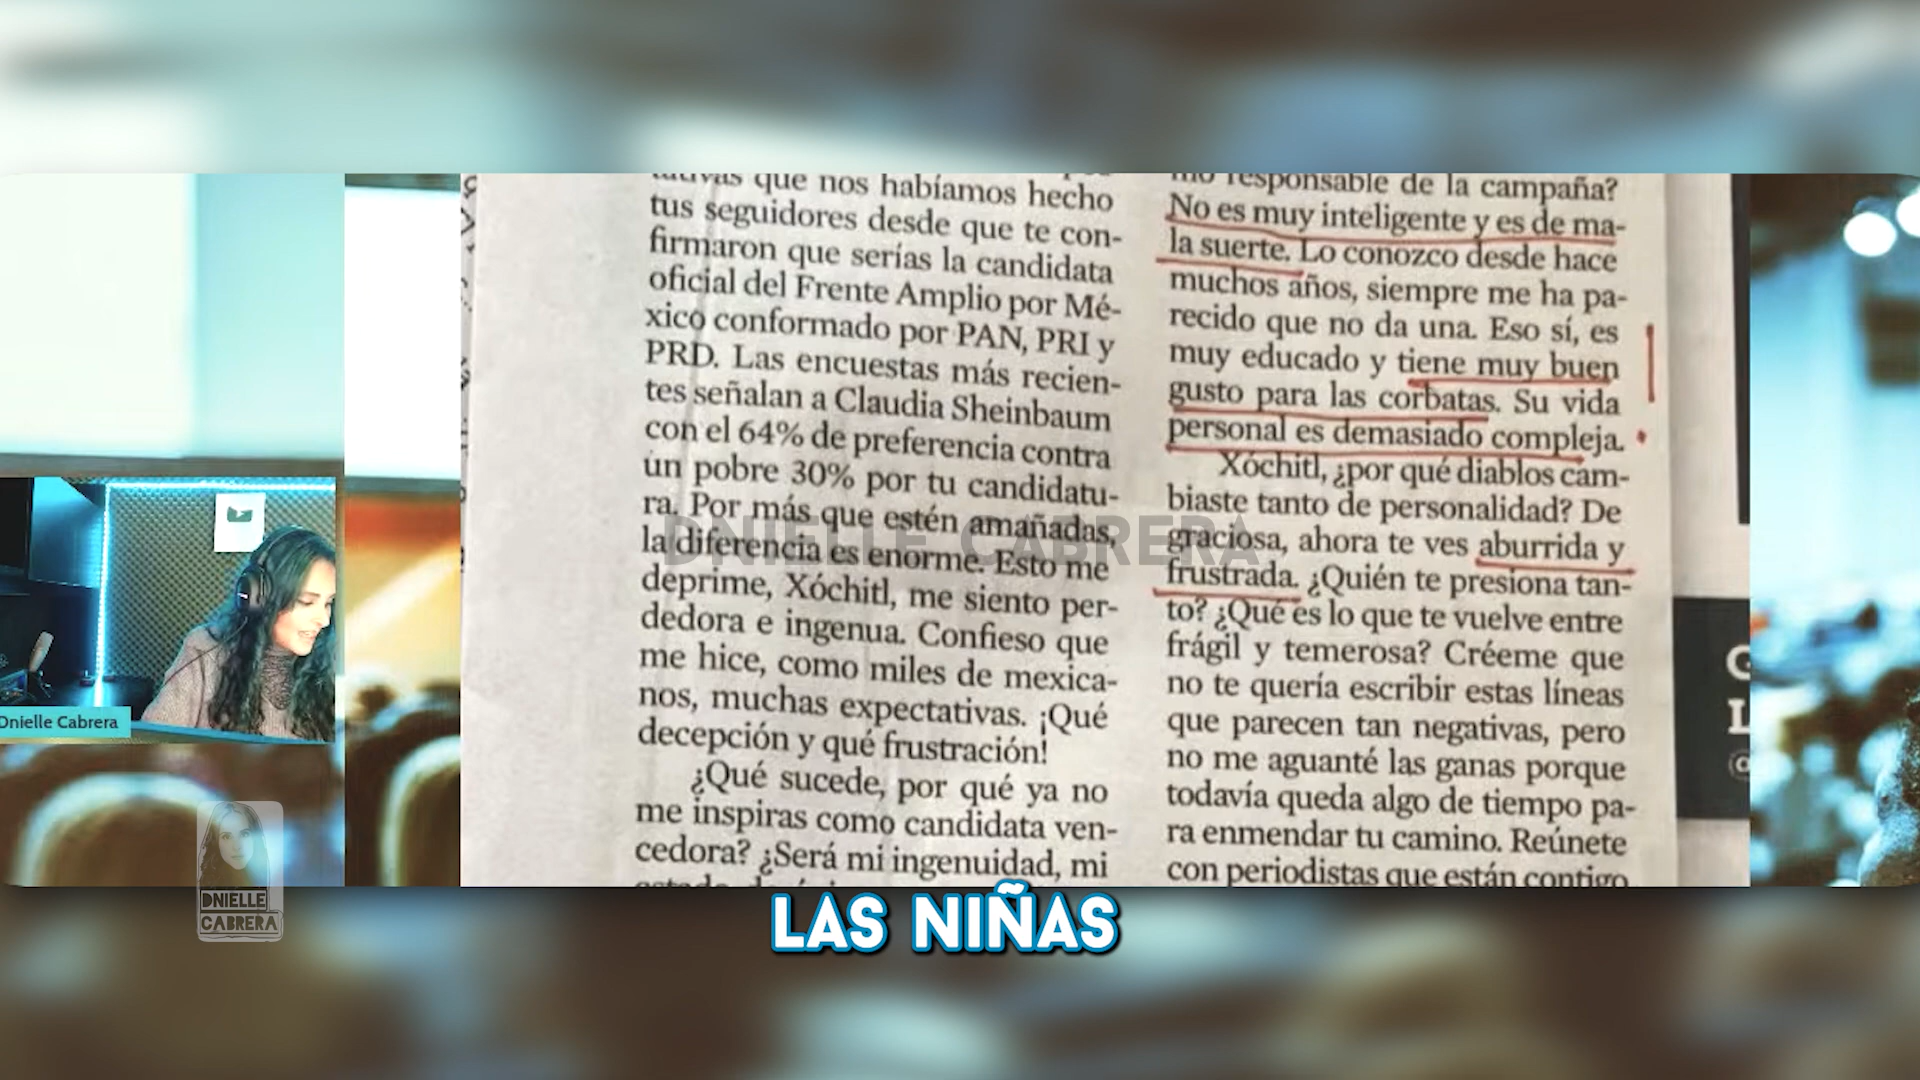 tativas que nos habíamos hecho
tus seguidores desde que te con-
firmaron que serías la candidata
oficial del Frente Amplio por Mé-
xico conformado por PAN, PRI y
PRD. Las encuestas más recien-
tes señalan a Claudia Sheinbaum
con el 64% de preferencia contra
un pobre 30% por tu candidatu-
ra. Por más que estén amañadas,
la diferencia es enorme. Esto me
deprime, Xóchitl, me siento per-
dedora e ingenua. Confieso que
me hice, como miles de mexica-
nos, muchas expectativas. ¡Qué
decepción y qué frustración!
¿Qué sucede, por qué ya no
me inspiras como candidata ven-
cedora? ¿Será mi ingenuidad, mi
mo responsable de la campaña?
No es muy inteligente y es de ma-
la suerte. Lo conozco desde hace
muchos años, siempre me ha pa-
recido que no da una. Eso sí, es
muy educado y tiene muy buen
gusto para las corbatas. Su vida
personal es demasiado compleja.
Xóchitl, ¿por qué diablos cam-
biaste tanto de personalidad? De
graciosa, ahora te ves aburrida y
frustrada. ¿Quién te presiona tan-
to? ¿Qué es lo que te vuelve entre
frágil y temerosa? Créeme que
no te quería escribir estas líneas
que parecen tan negativas, pero
no me aguanté las ganas porque
todavía queda algo de tiempo pa-
ra enmendar tu camino. Reúnete
con periodistas que están contigo
DNIELLE CABRERA
Dnielle Cabrera
DNIELLE
CABRERA
LAS NIÑAS
G
L
@